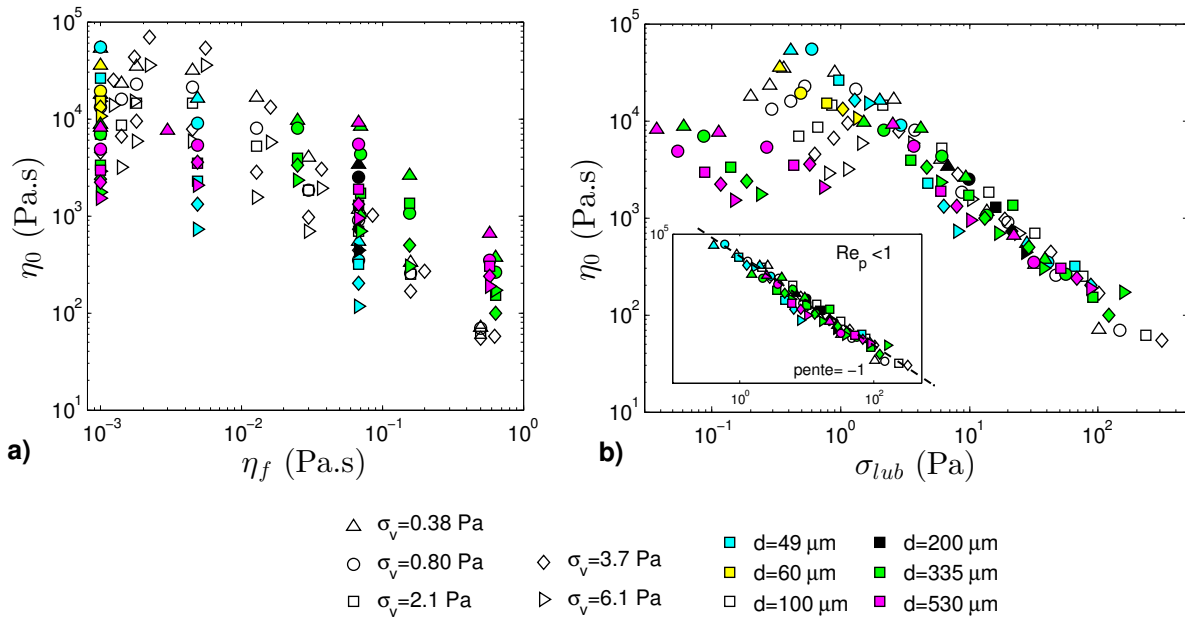 10^5
10^4
10^3
10^2
10^1
η_0 (Pa.s)
10^-3
10^-2
10^-1
10^0
η_f (Pa.s)
a)
10^5
10^4
10^3
10^2
10^1
η_0 (Pa.s)
10^5
Re_p <1
pente= −1
10^0
10^2
10^-1
10^0
10^1
10^2
σ_lub (Pa)
b)
σ_v=0.38 Pa
σ_v=0.80 Pa
σ_v=2.1 Pa
σ_v=3.7 Pa
σ_v=6.1 Pa
d=49 μm
d=60 μm
d=100 μm
d=200 μm
d=335 μm
d=530 μm